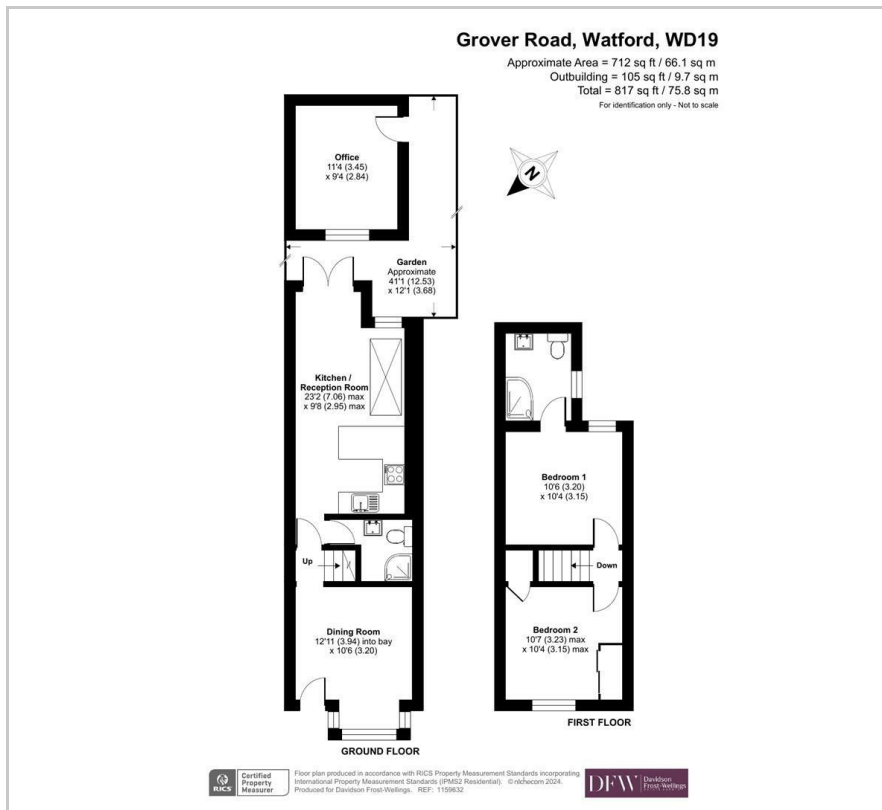 Grover Road, Watford, WD19
Approximate Area = 712 sq ft / 66.1 sq m
Outbuilding = 105 sq ft / 9.7 sq m
Total = 817 sq ft / 75.8 sq m
For identification only - Not to scale
N
Office
11'4 (3.45)
x 9'4 (2.84)
Garden
Approximate
41'1 (12.53)
x 12'1 (3.68)
Kitchen /
Reception Room
23'2 (7.06) max
x 9'8 (2.95) max
Up
Dining Room
12'11 (3.94) into bay
x 10'6 (3.20)
GROUND FLOOR
Bedroom 1
10'6 (3.20)
x 10'4 (3.15)
Down
Bedroom 2
10'7 (3.23) max
x 10'4 (3.15) max
FIRST FLOOR
RICS
Certified
Property
Measurer
Floor plan produced in accordance with RICS Property Measurement Standards incorporating
International Property Measurement Standards (IPMS2 Residential). © nichecom 2024.
Produced for Davidson Frost-Wellings. REF: 1159632
DFW
Davidson
Frost-Wellings